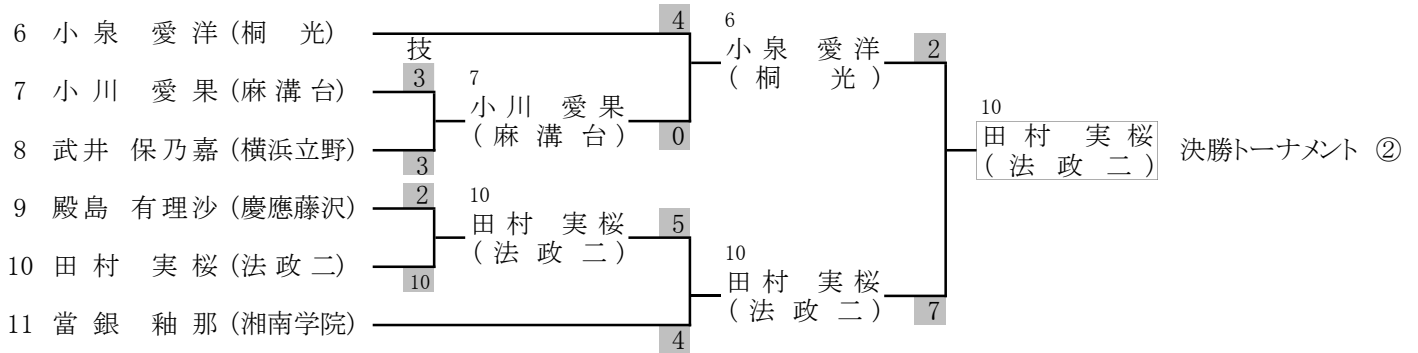 6 小泉 愛洋 (桐 光)
7 小川 愛果 (麻溝台)
8 武井 保乃嘉 (横浜立野)
9 殿島 有理沙 (慶應藤沢)
10 田村 実桜 (法政二)
11 當銀 釉那 (湘南学院)
技
3
3
2
10
7
小川 愛果
(麻溝台)
10
田村 実桜
(法政二)
4
0
5
4
6
小泉 愛洋
(桐 光)
10
田村 実桜
(法政二)
2
7
10
田村 実桜
(法政二)
決勝トーナメント ②